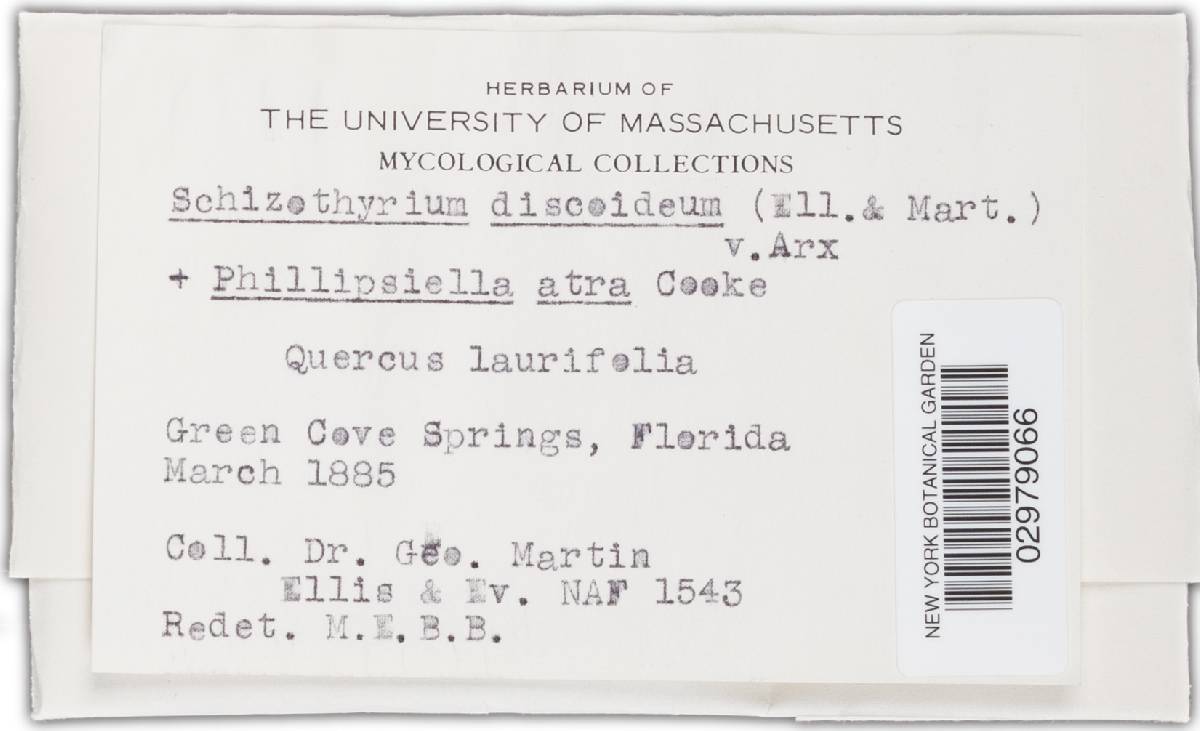 HERBARIUM OF
THE UNIVERSITY OF MASSACHUSETTS
MYCOLOGICAL COLLECTIONS
Schizothyrium discoideum (Ell.& Mart.)
v.Arx
+ Phillipsiella atra Cooke
Quercus laurifolia
Green Cove Springs, Florida
March 1885
Coll. Dr. Geo. Martin
Ellis & Ev. NAF 1543
Redet. M.E.B.B.
NEW YORK BOTANICAL GARDEN
02979066